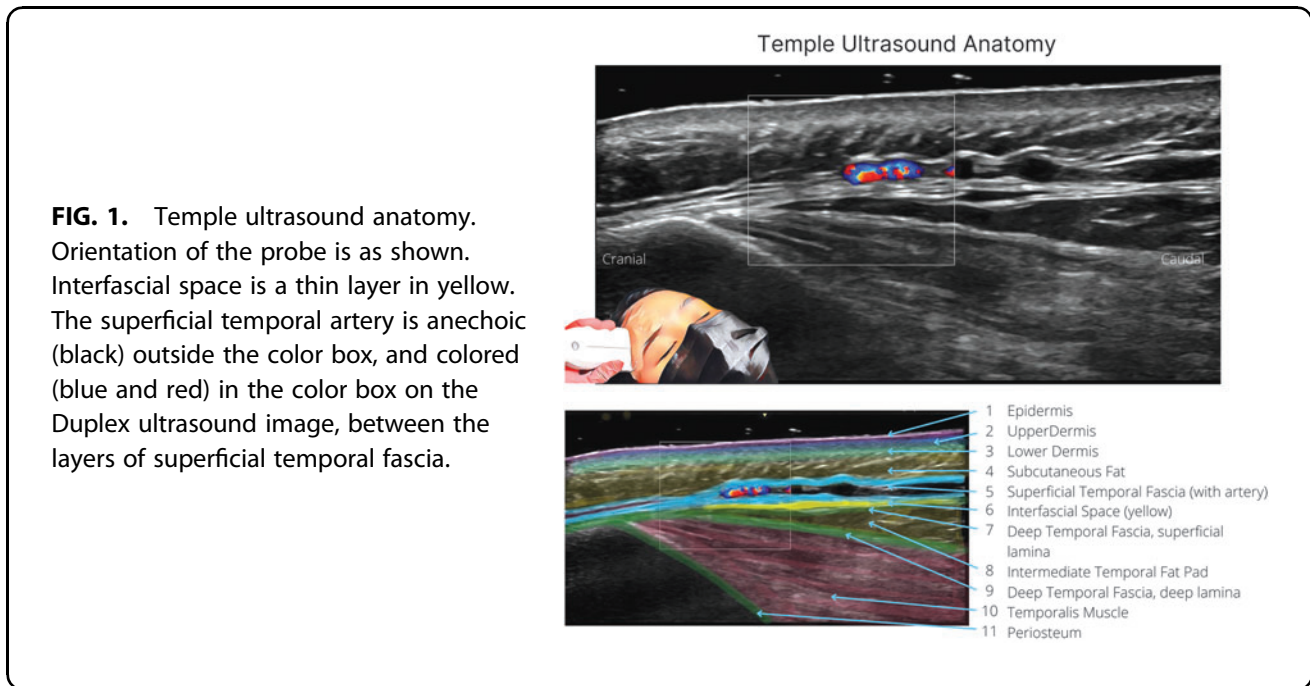 FIG. 1. Temple ultrasound anatomy.
Orientation of the probe is as shown.
Interfascial space is a thin layer in yellow.
The superficial temporal artery is anechoic
(black) outside the color box, and colored
(blue and red) in the color box on the
Duplex ultrasound image, between the
layers of superficial temporal fascia.
Temple Ultrasound Anatomy
Cranial
Caudal
1 Epidermis
2 UpperDermis
3 Lower Dermis
4 Subcutaneous Fat
5 Superficial Temporal Fascia (with artery)
6 Interfascial Space (yellow)
7 Deep Temporal Fascia, superficial
lamina
8 Intermediate Temporal Fat Pad
9 Deep Temporal Fascia, deep lamina
10 Temporalis Muscle
11 Periosteum